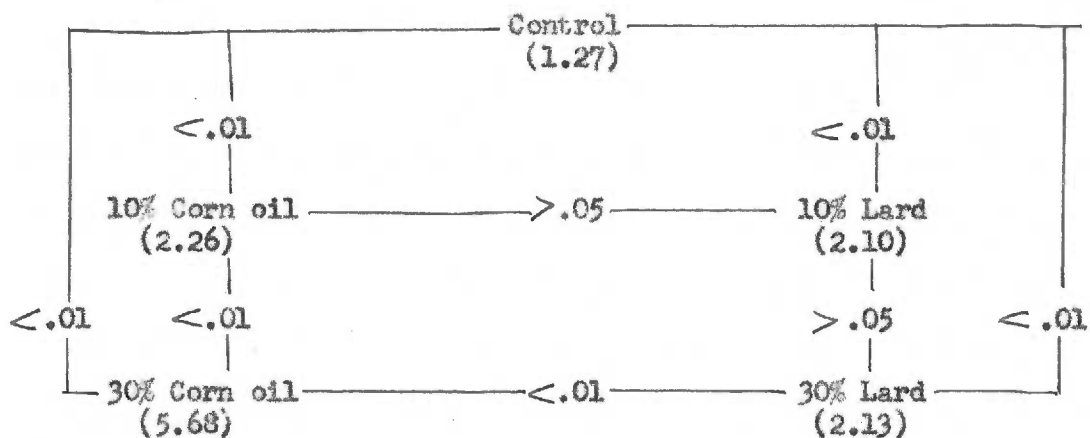 Control
(1.27)
<.01 <.01
10% Corn oil >.05 10% Lard
(2.26) (2.10)
<.01 <.01 >.05 <.01
30% Corn oil <.01 30% Lard
(5.68) (2.13)